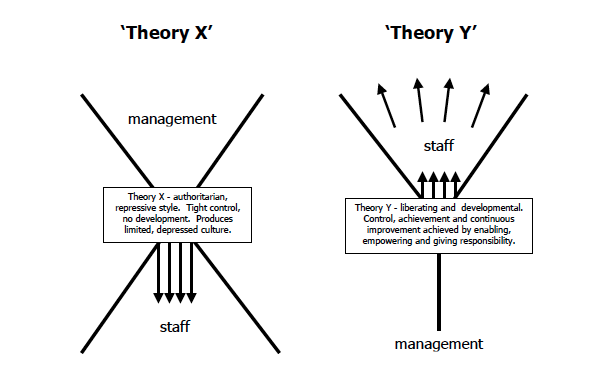 ‘Theory X’
management
Theory X - authoritarian,
repressive style. Tight control,
no development. Produces
limited, depressed culture.
staff
‘Theory Y’
staff
Theory Y - liberating and developmental.
Control, achievement and continuous
improvement achieved by enabling,
empowering and giving responsibility.
management